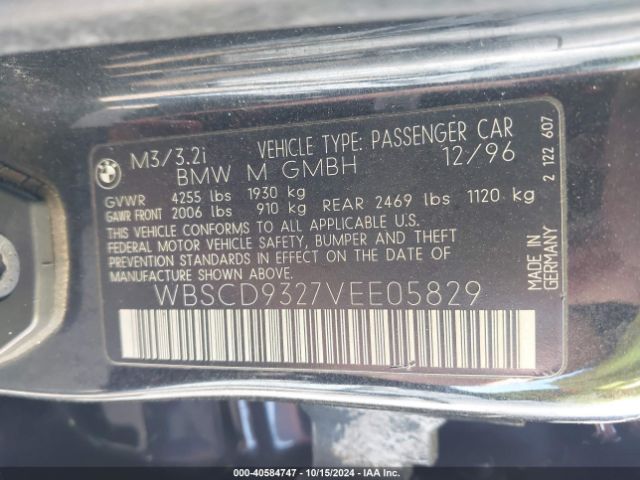 M3/3.2i VEHICLE TYPE: PASSENGER CAR
BMW M GMBH 12/96
GVWR 4255 lbs 1930 kg
GAWR FRONT 2006 lbs 910 kg REAR 2469 lbs 1120 kg
THIS VEHICLE CONFORMS TO ALL APPLICABLE U.S.
FEDERAL MOTOR VEHICLE SAFETY, BUMPER AND THEFT
PREVENTION STANDARDS IN EFFECT ON THE DATE OF
MANUFACTURE SHOWN ABOVE.
WBSCD9327VEE05829
2 122 607
MADE IN
GERMANY
00-40584747 - 10/15/2024 - IAA Inc.